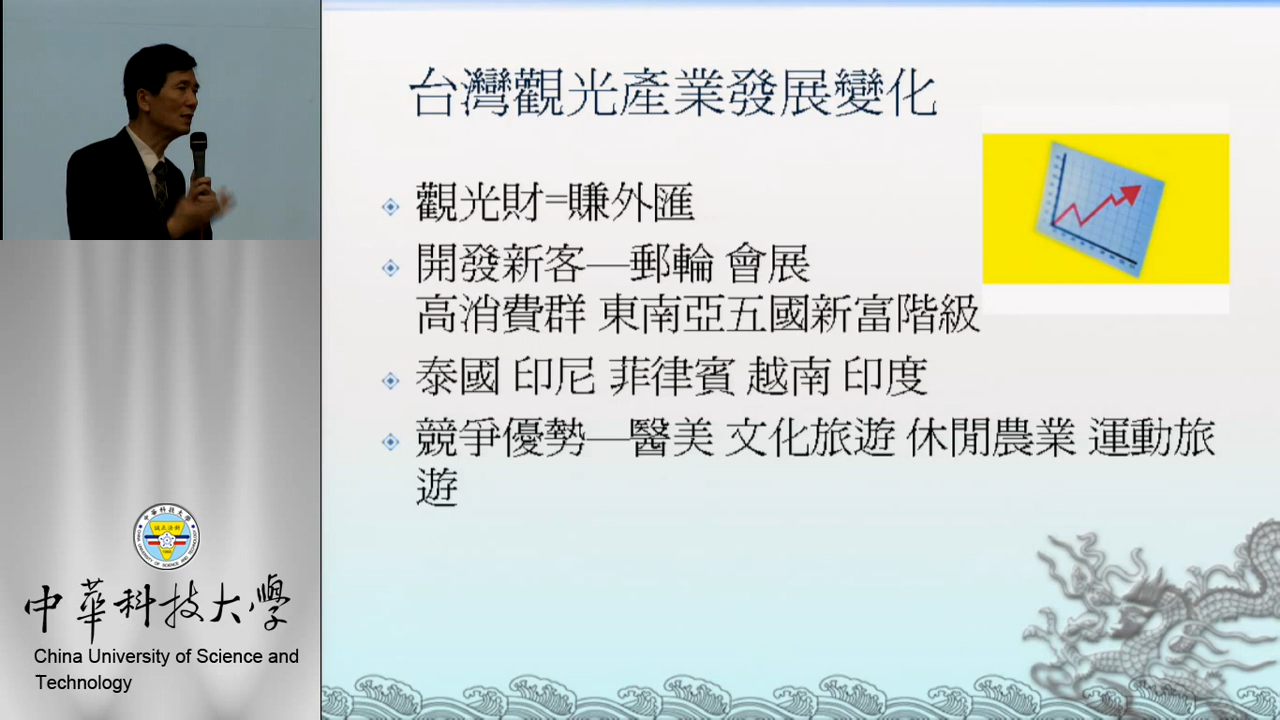 台灣觀光產業發展變化
觀光財=賺外匯
開發新客—郵輪 會展
高消費群 東南亞五國新富階級
泰國 印尼 菲律賓 越南 印度
競爭優勢—醫美 文化旅遊 休閒農業 運動旅
遊
中華科技大學
China University of Science and
Technology